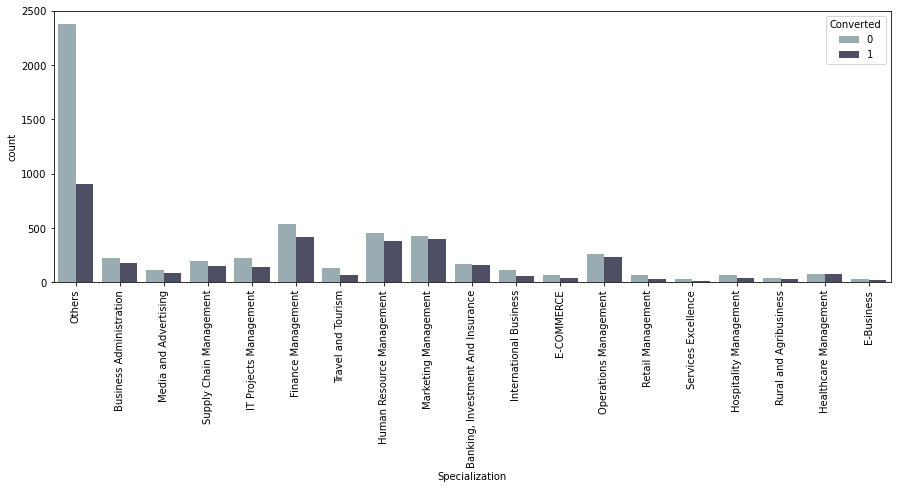 2500
2000
1500
1000
500
0
count
Converted
0
1
Others
Business Administration
Media and Advertising
Supply Chain Management
IT Projects Management
Finance Management
Travel and Tourism
Human Resource Management
Marketing Management
Banking, Investment And Insurance
International Business
E-COMMERCE
Operations Management
Retail Management
Services Excellence
Hospitality Management
Rural and Agribusiness
Healthcare Management
E-Business
Specialization